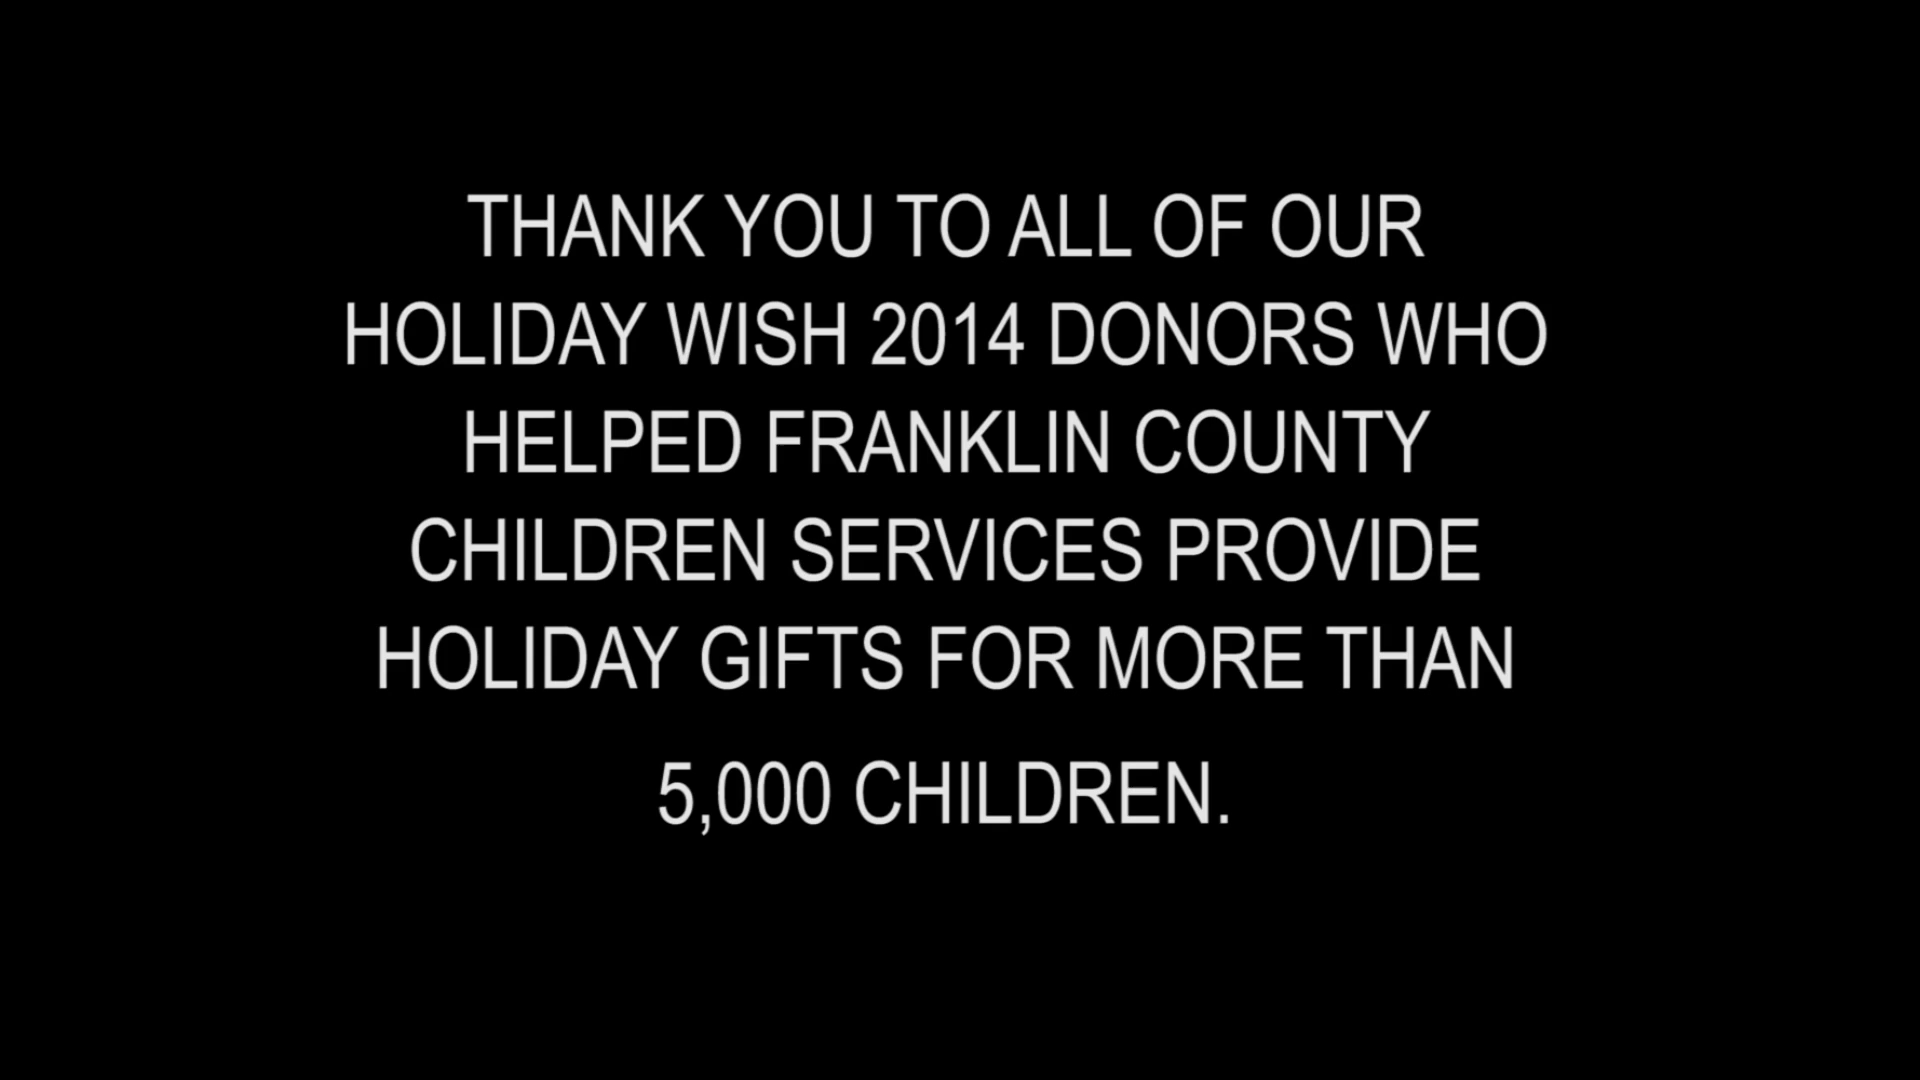 THANK YOU TO ALL OF OUR
HOLIDAY WISH 2014 DONORS WHO
HELPED FRANKLIN COUNTY
CHILDREN SERVICES PROVIDE
HOLIDAY GIFTS FOR MORE THAN
5,000 CHILDREN.